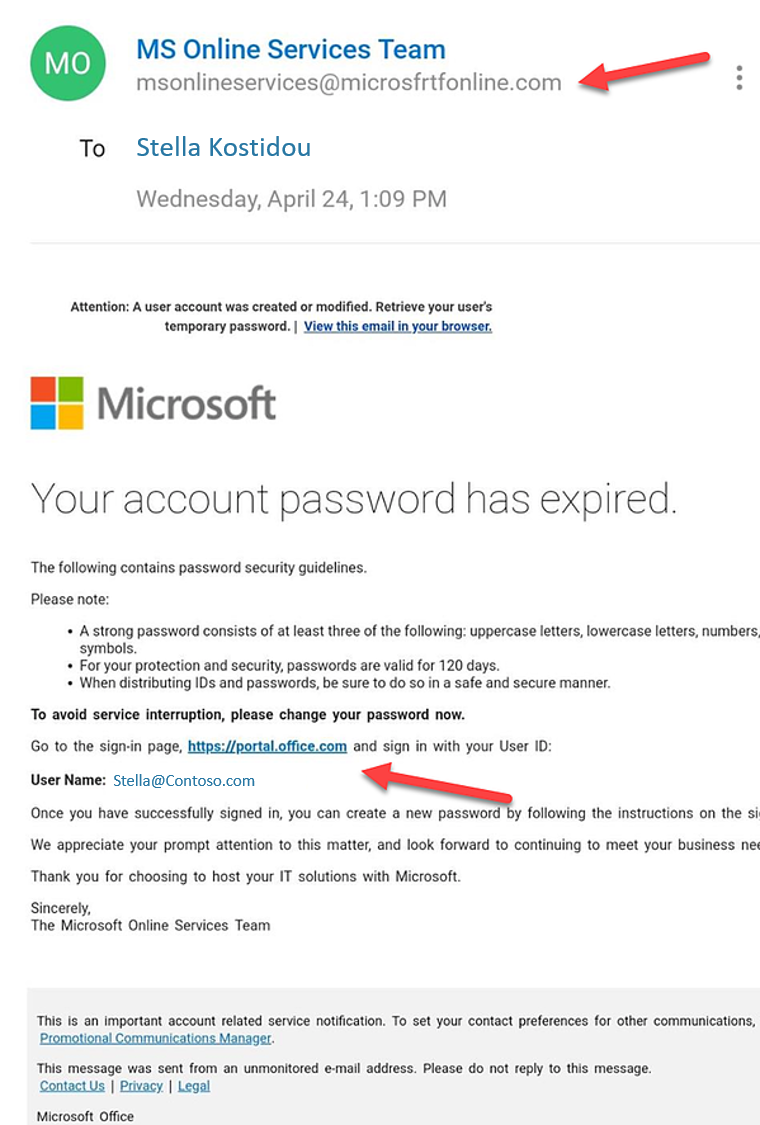 MO
MS Online Services Team
msonlineservices@microsfrtfonline.com
To Stella Kostidou
Wednesday, April 24, 1:09 PM
Attention: A user account was created or modified. Retrieve your user's
temporary password. | View this email in your browser.
Microsoft
Your account password has expired.
The following contains password security guidelines.
Please note:
• A strong password consists of at least three of the following: uppercase letters, lowercase letters, numbers,
symbols.
• For your protection and security, passwords are valid for 120 days.
• When distributing IDs and passwords, be sure to do so in a safe and secure manner.
To avoid service interruption, please change your password now.
Go to the sign-in page, https://portal.office.com and sign in with your User ID:
User Name: Stella@Contoso.com
Once you have successfully signed in, you can create a new password by following the instructions on the
We appreciate your prompt attention to this matter, and look forward to continuing to meet your business
Thank you for choosing to host your IT solutions with Microsoft.
Sincerely,
The Microsoft Online Services Team
This is an important account related service notification. To set your contact preferences for other communications,
Promotional Communications Manager.
This message was sent from an unmonitored e-mail address. Please do not reply to this message.
Contact Us | Privacy | Legal
Microsoft Office